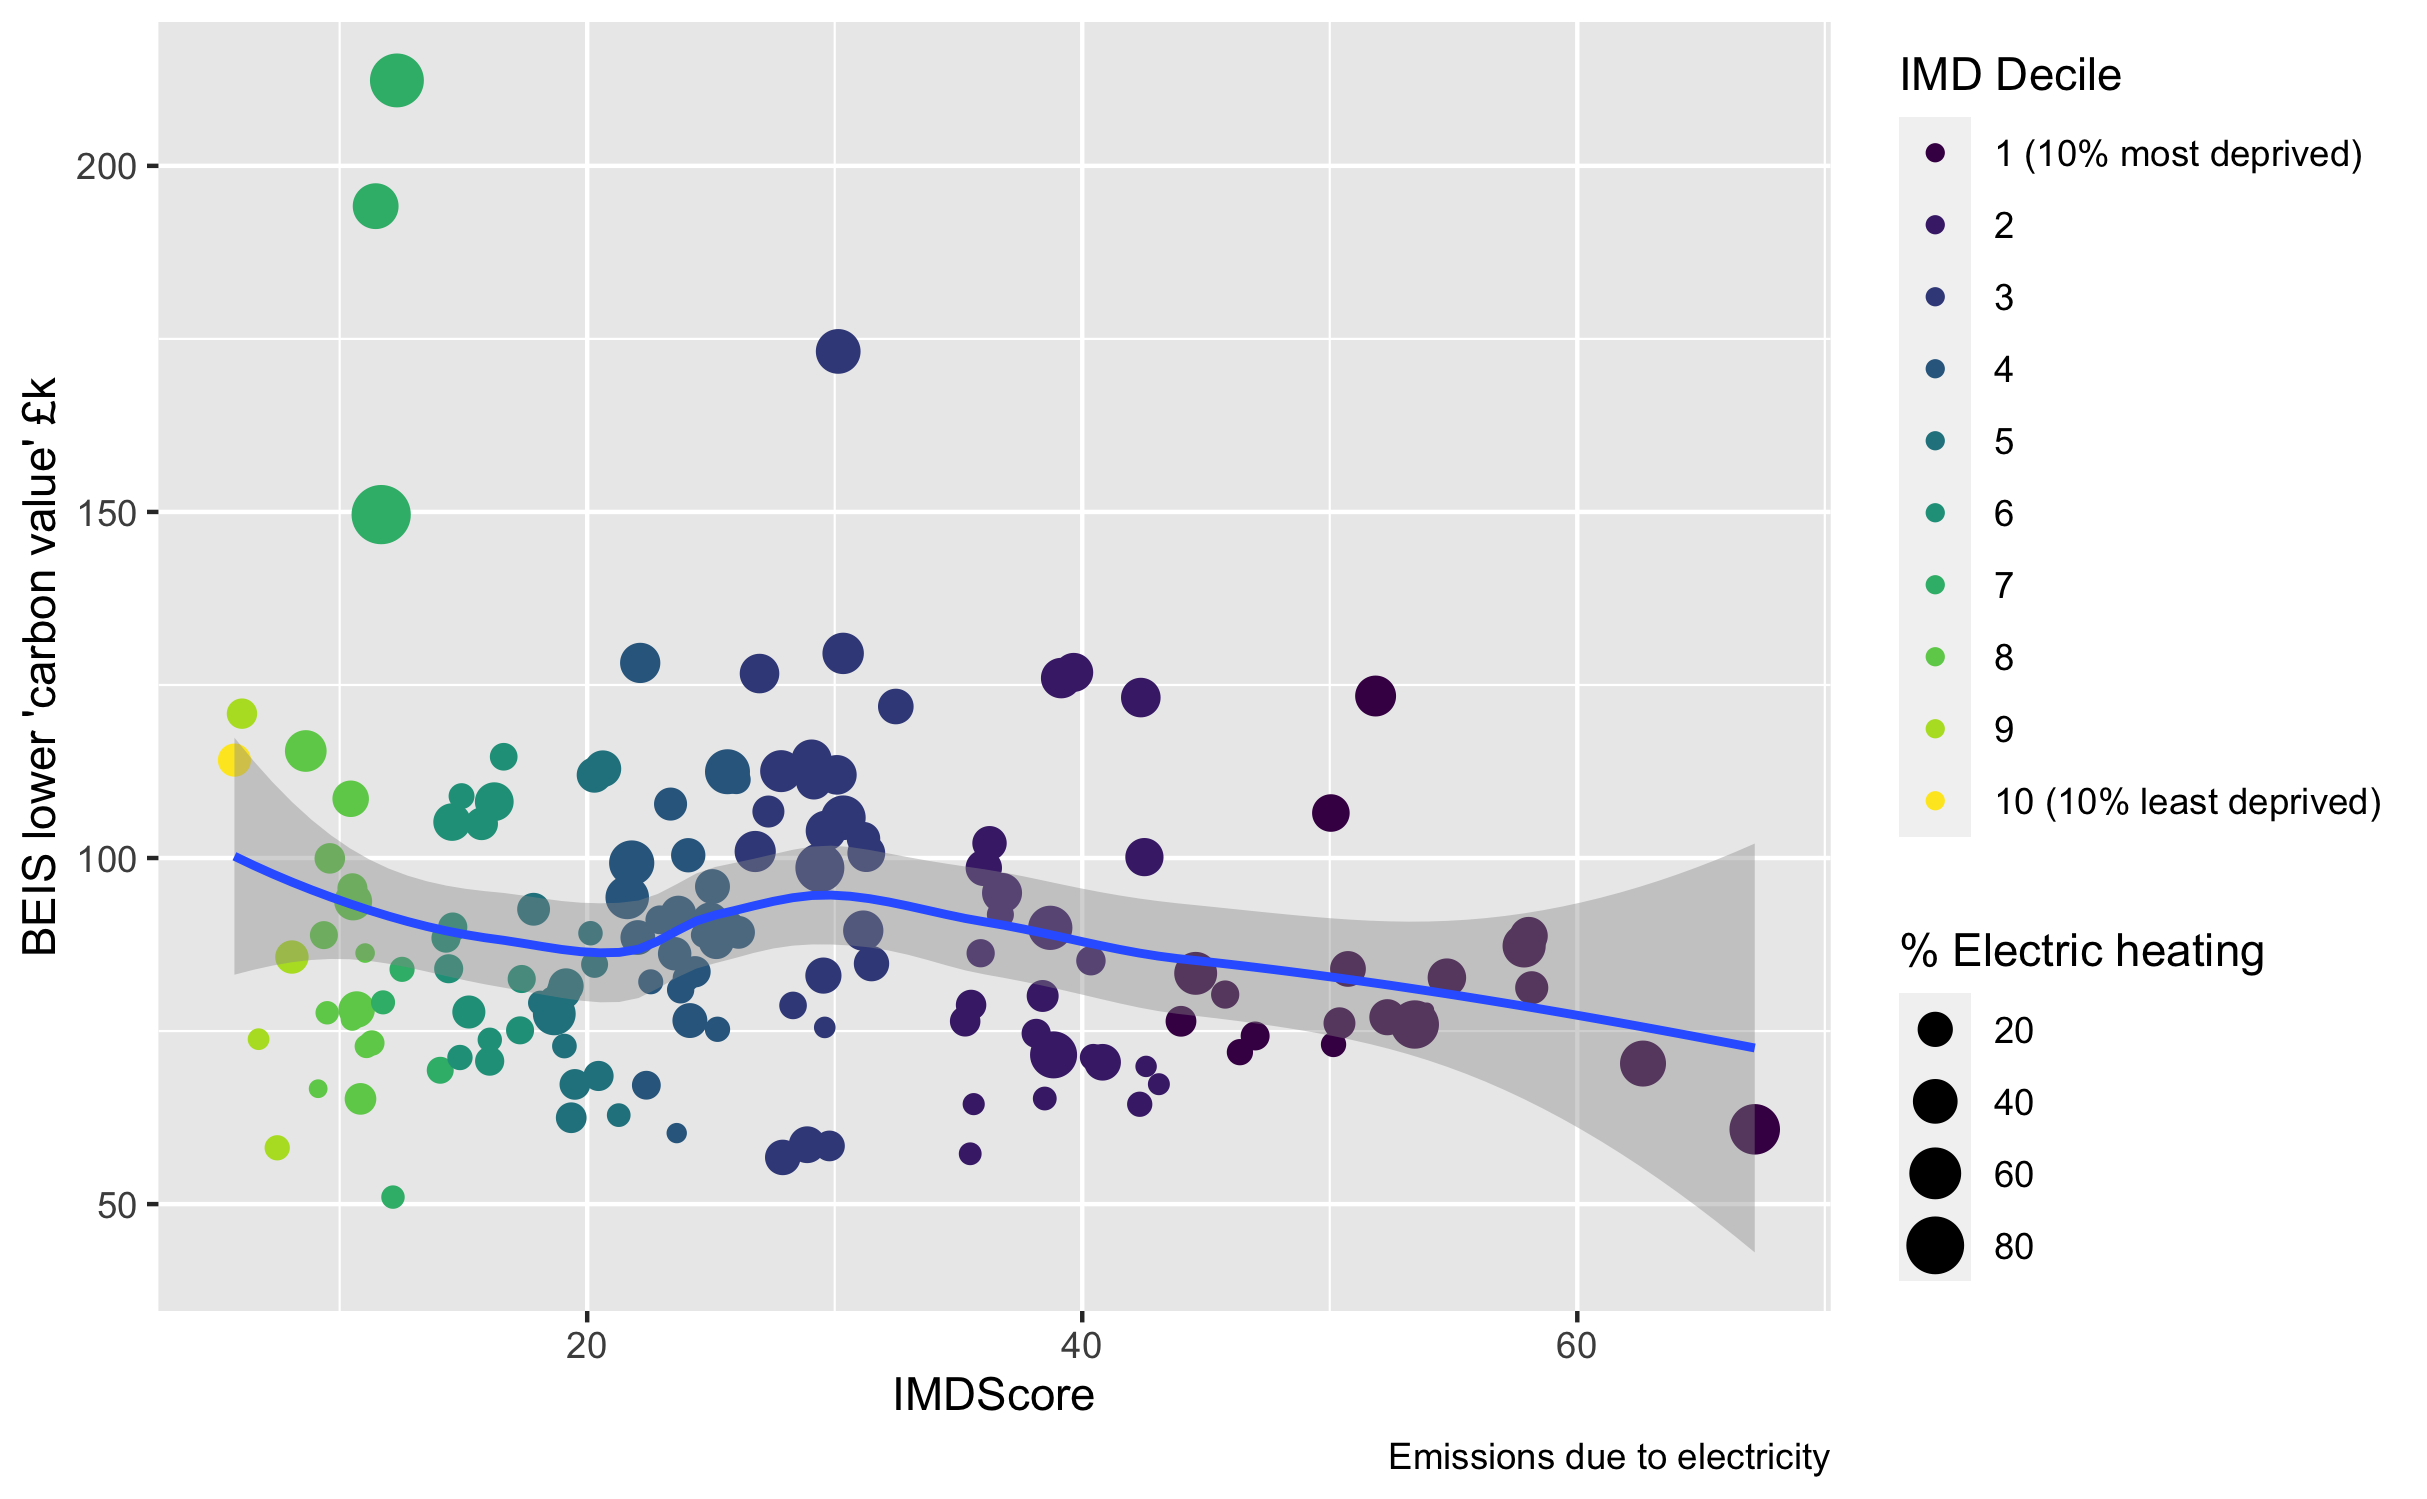 BEIS lower 'carbon value' £k
200
150
100
50
20
40
60
IMDScore
Emissions due to electricity
IMD Decile
1 (10% most deprived)
2
3
4
5
6
7
8
9
10 (10% least deprived)
% Electric heating
20
40
60
80